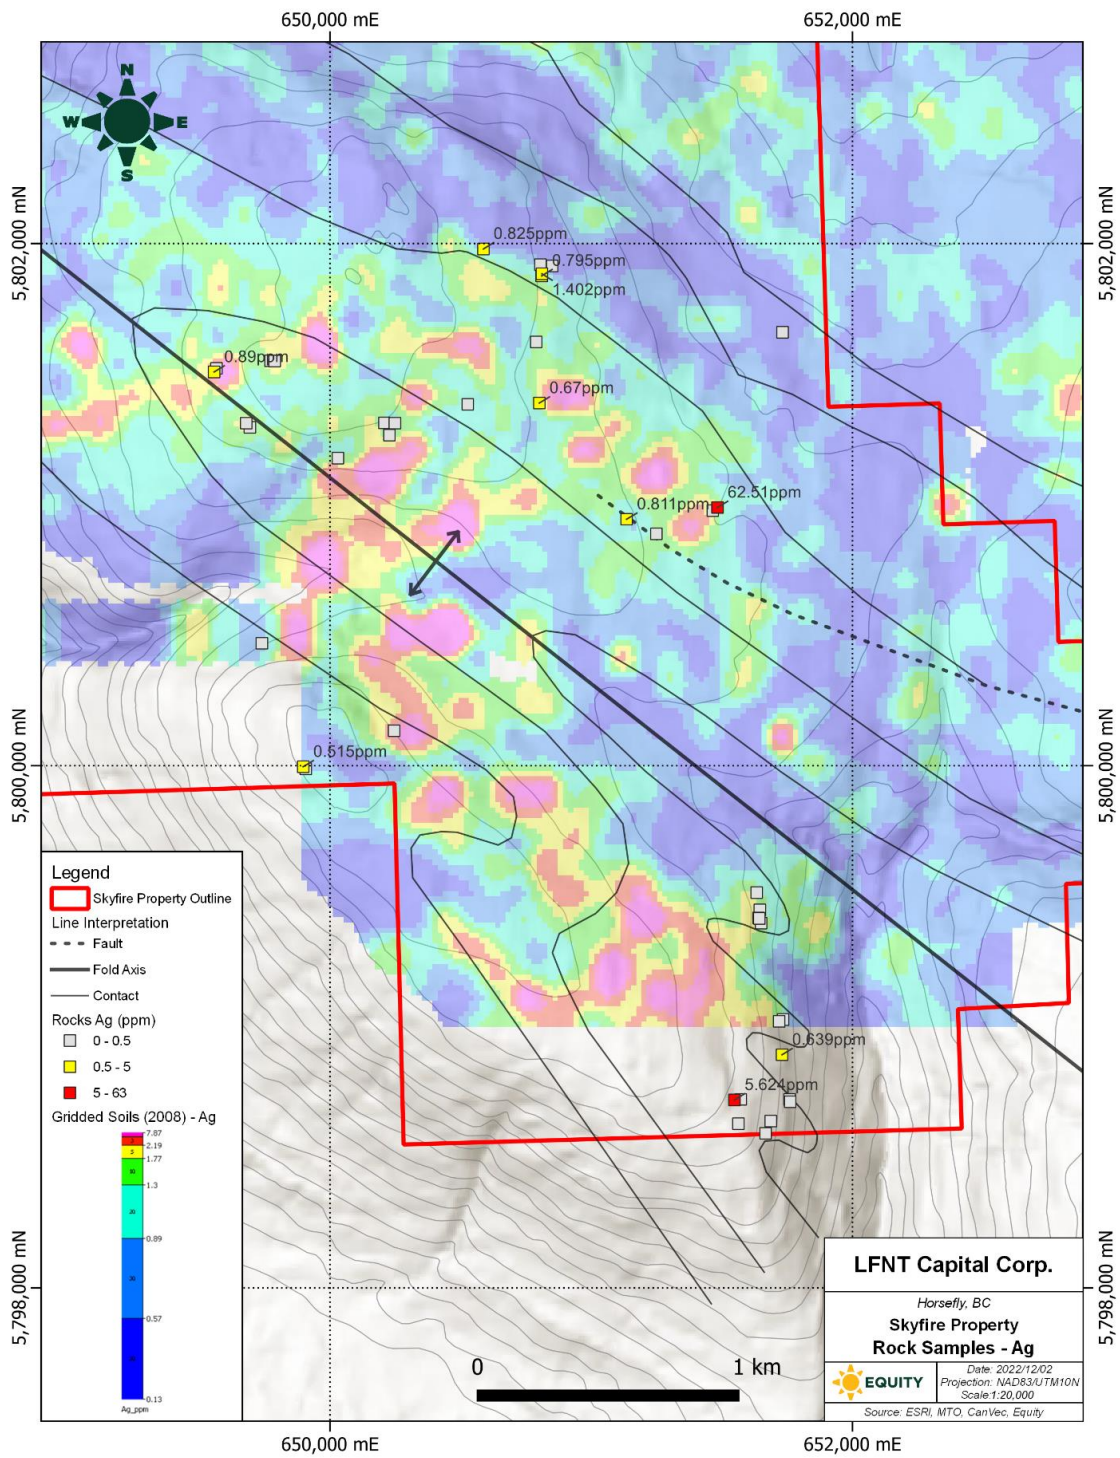 650,000 mE
652,000 mE
N
W
E
S
5,802,000 mN
5,802,000 mN
0.825ppm
0.795ppm
1.402ppm
0.89ppm
0.67ppm
62.51ppm
0.811ppm
5,800,000 mN
5,800,000 mN
0.515ppm
0.639ppm
5.624ppm
Legend
Skyfire Property Outline
Line Interpretation
Fault
Fold Axis
Contact
Rocks Ag (ppm)
0 - 0.5
0.5 - 5
5 - 63
Gridded Soils (2008) - Ag
7.87
2.19
5
1.77
10
1.3
20
0.89
30
0.57
0.13
Ag_ppm
5,798,000 mN
5,798,000 mN
0
1 km
LFNT Capital Corp.
Horsefly, BC
Skyfire Property
Rock Samples - Ag
EQUITY
Date: 2022/12/02
Projection: NAD83/UTM10N
Scale:1:20,000
Source: ESRI, MTO, CanVec, Equity
650,000 mE
652,000 mE